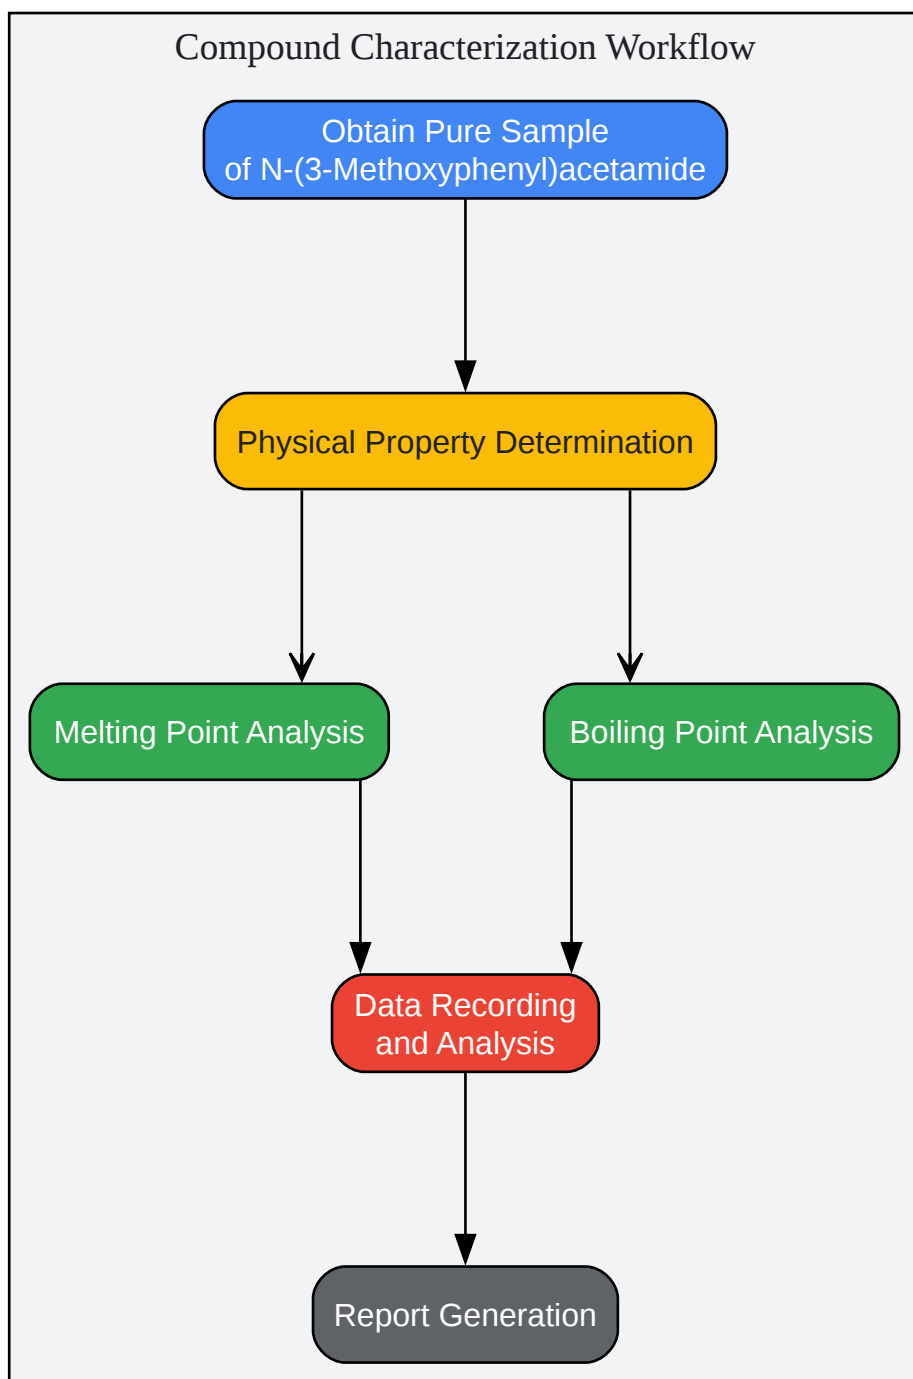 Compound Characterization Workflow
Obtain Pure Sample
of N-(3-Methoxyphenyl)acetamide
Physical Property Determination
Melting Point Analysis
Boiling Point Analysis
Data Recording
and Analysis
Report Generation